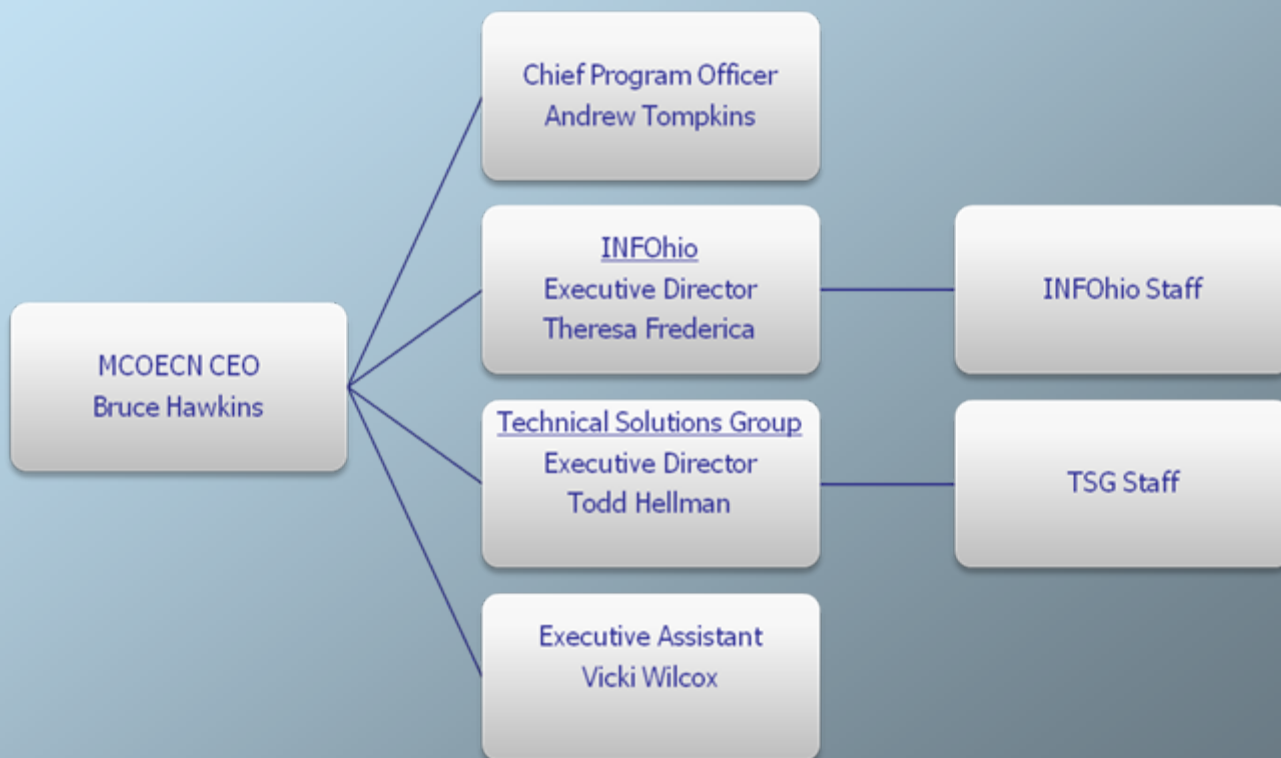 Chief Program Officer
Andrew Tompkins
INFOhio
Executive Director
Theresa Frederica
INFOhio Staff
MCOECN CEO
Bruce Hawkins
Technical Solutions Group
Executive Director
Todd Hellman
TSG Staff
Executive Assistant
Vicki Wilcox